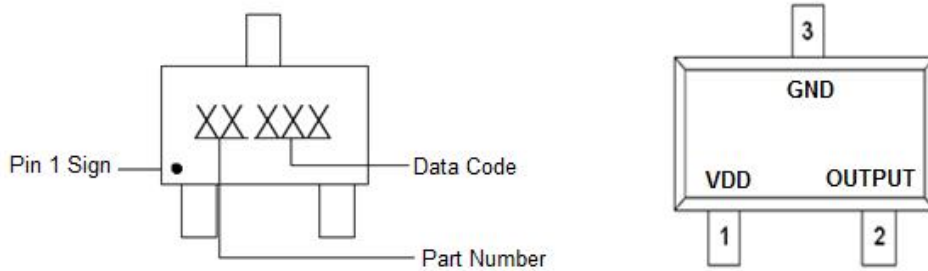 XX XXX
Pin 1 Sign
Data Code
Part Number
3
GND
VDD OUTPUT
1 2